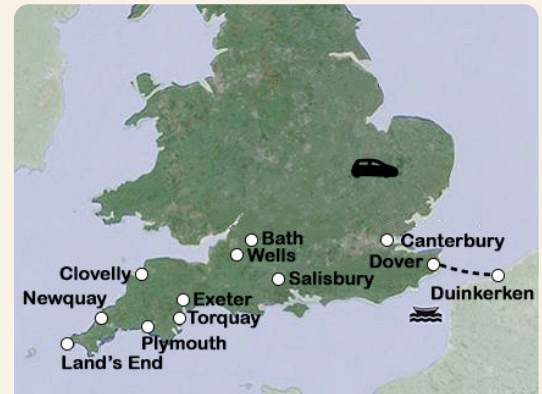 Bath
Canterbury
Wells
Dover
Clovelly
Salisbury
Duinkerken
Newquay
Exeter
Torquay
Plymouth
Land's End